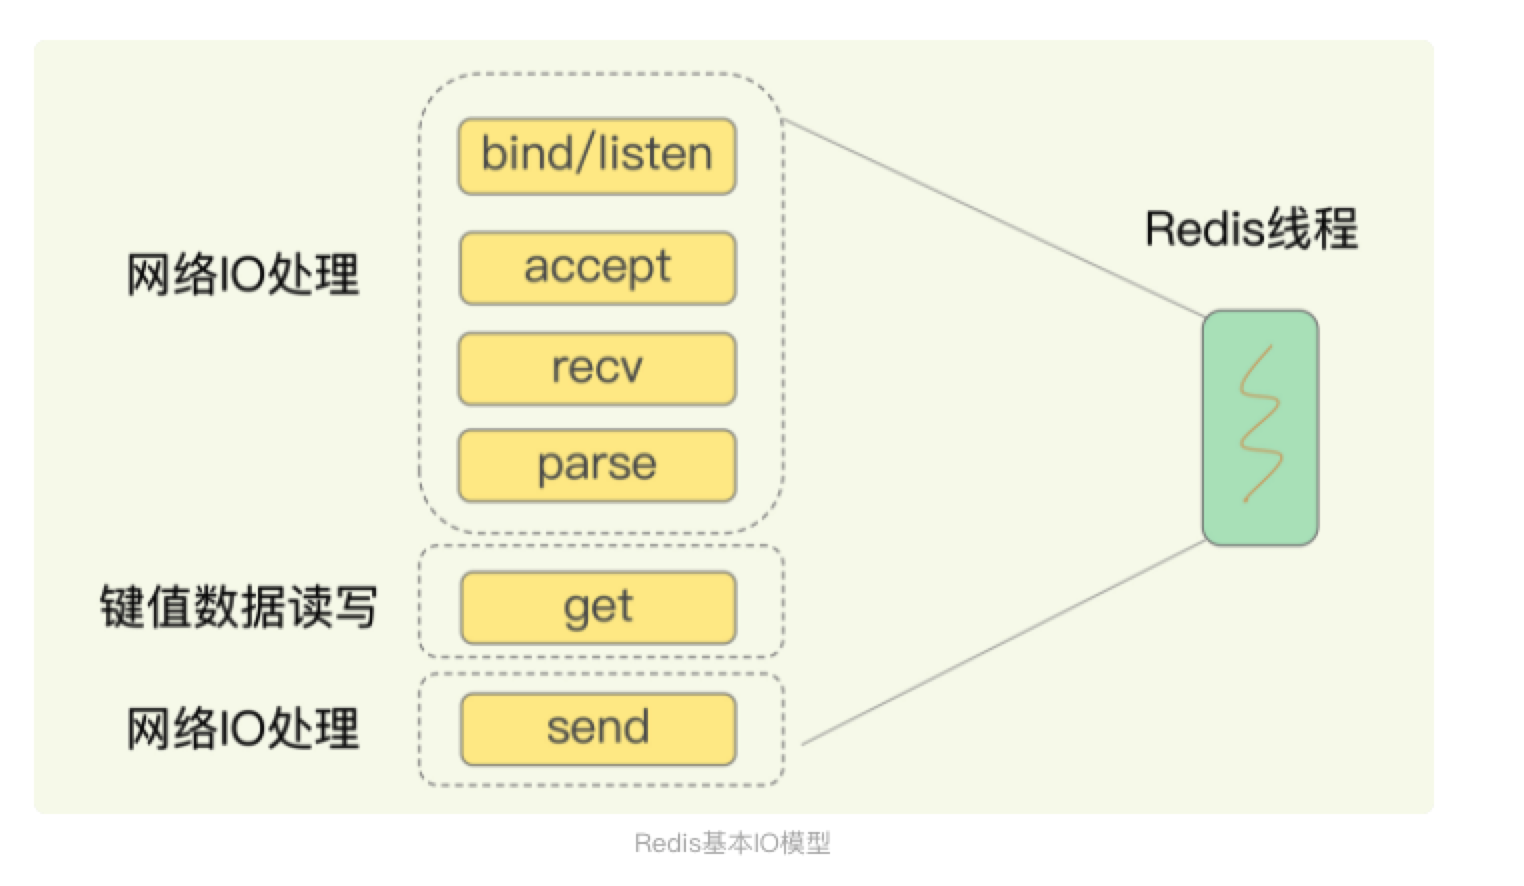 bind/listen
Redis线程
网络IO处理
accept
recv
parse
键值数据读写
get
网络IO处理
send
Redis基本IO模型